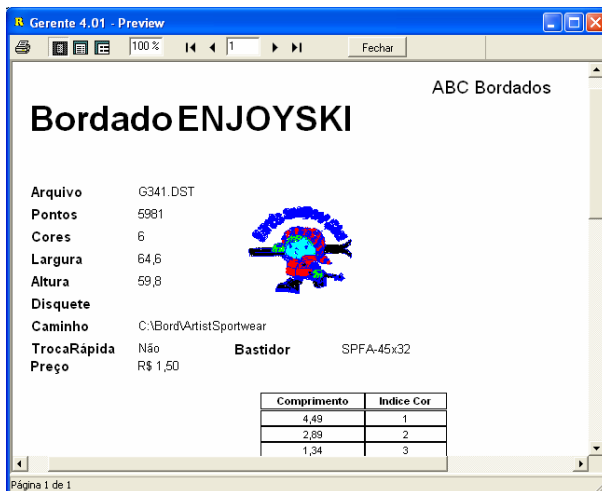 Gerente 4.01 - Preview
100 %
1
Fechar
ABC Bordados
Bordado ENJOYSKI
Arquivo G341.DST
Pontos 5981
Cores 6
Largura 64,6
Altura 59,8
Disquete
Caminho C:\Bord\ArtistSportwear
TrocaRápida Não Bastidor SPFA-45x32
Preço R$ 1,50
Comprimento Indice Cor
4,49 1
2,89 2
1,34 3
Página 1 de 1